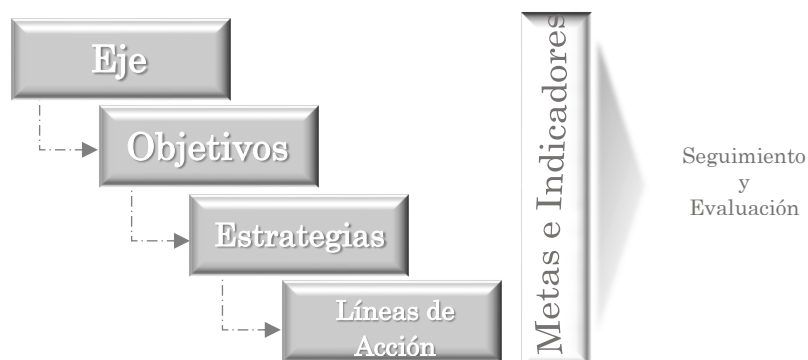 Eje
Objetivos
Estrategias
Líneas de
Acción
Metas e Indicadores
Seguimiento
y
Evaluación